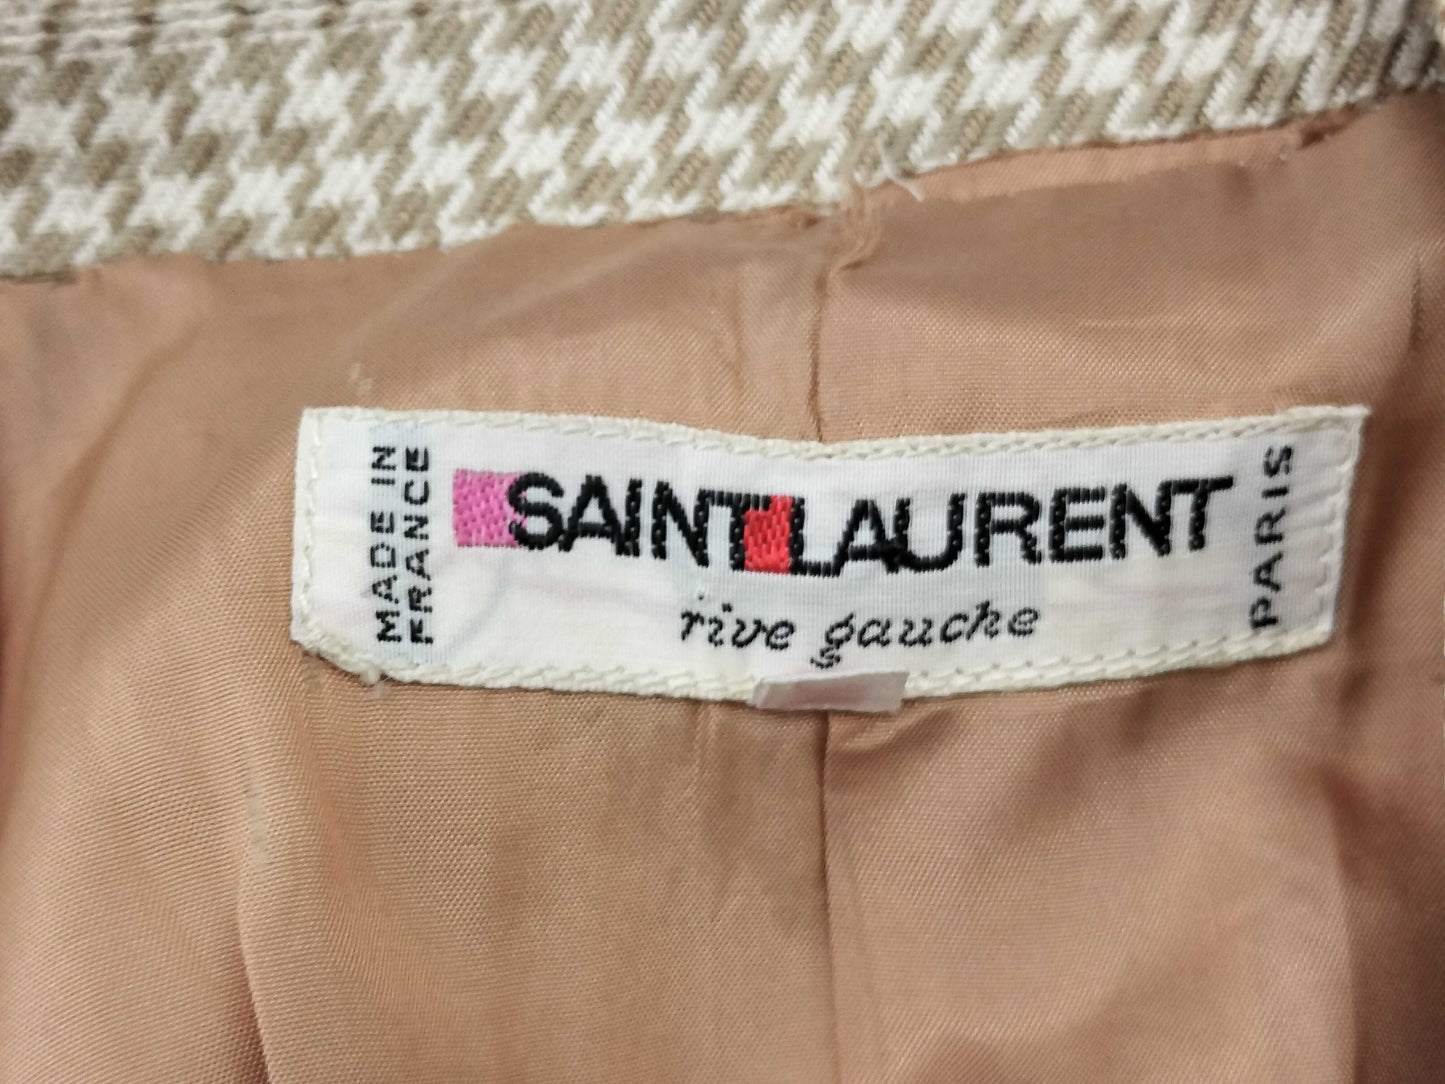 MADE IN
FRANCE
SAINT LAURENT
rive gauche
PARIS